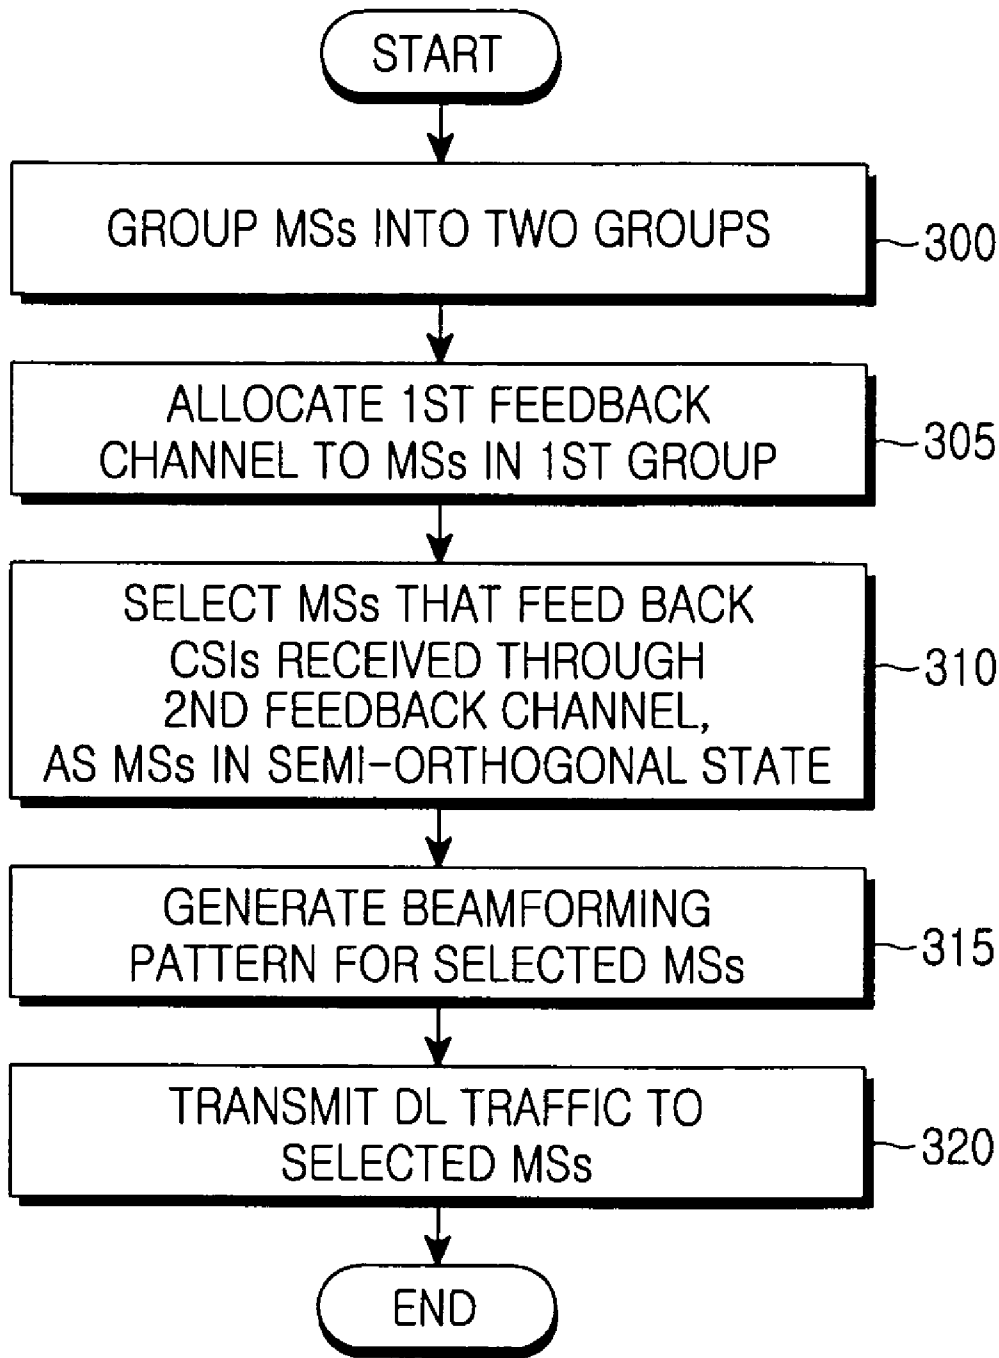 START
GROUP MSs INTO TWO GROUPS
300
ALLOCATE 1ST FEEDBACK
CHANNEL TO MSs IN 1ST GROUP
305
SELECT MSs THAT FEED BACK
CSIs RECEIVED THROUGH
2ND FEEDBACK CHANNEL,
AS MSs IN SEMI-ORTHOGONAL STATE
310
GENERATE BEAMFORMING
PATTERN FOR SELECTED MSs
315
TRANSMIT DL TRAFFIC TO
SELECTED MSs
320
END